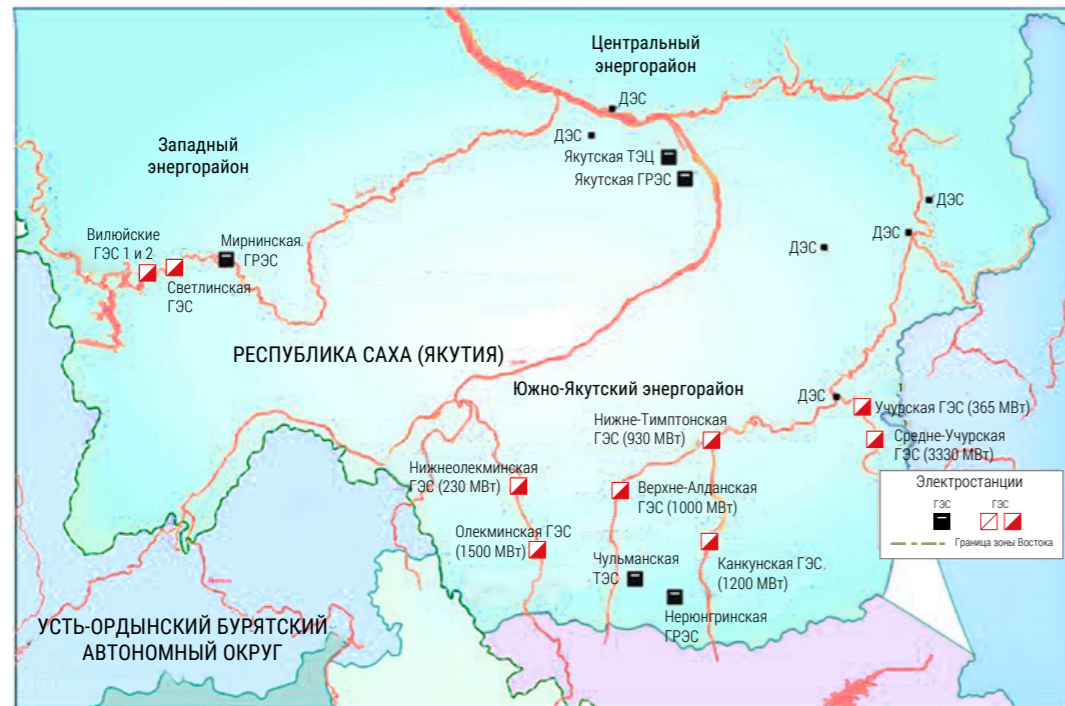 Центральный
энергорайон
ДЭС
ДЭС
Западный
энергорайон
Якутская ТЭЦ
Якутская ГРЭС
ДЭС
ДЭС
ДЭС
Вилюйские
ГЭС 1 и 2
Мирнинская
ГРЭС
Светлинская
ГЭС
РЕСПУБЛИКА САХА (ЯКУТИЯ)
Южно-Якутский энергорайон
ДЭС
Учурская ГЭС (365 МВт)
Нижне-Тимптонская
ГЭС (930 МВт)
Средне-Учурская
ГЭС (3330 МВт)
Нижнеолекминская
ГЭС (230 МВт)
Верхне-Алданская
ГЭС (1000 МВт)
Олекминская ГЭС
(1500 МВт)
Чульманская
ТЭС
Канкунская ГЭС
(1200 МВт)
Нерюнгринская
ГРЭС
Электростанции
ГЭС
ГЭС
Граница зоны Востока
УСТЬ-ОРДЫНСКИЙ БУРЯТСКИЙ
АВТОНОМНЫЙ ОКРУГ